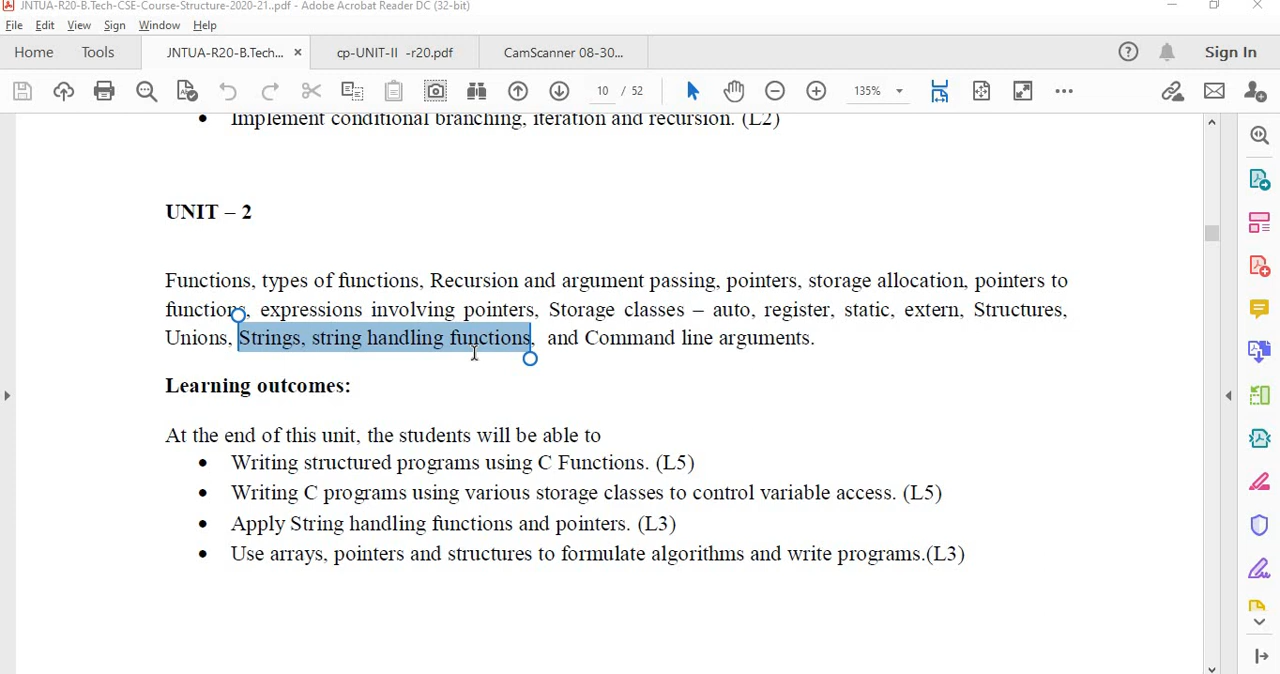 JNTUA-R20-B.Tech-CSE-Course-Structure-2020-21..pdf - Adobe Acrobat Reader DC (32-bit)
File Edit View Sign Window Help
Home Tools JNTUA-R20-B.Tech... × cp-UNIT-II -r20.pdf CamScanner 08-30... Sign In
10 / 52 135%
• Implement conditional branching, iteration and recursion. (L2)
UNIT – 2
Functions, types of functions, Recursion and argument passing, pointers, storage allocation, pointers to
functions, expressions involving pointers, Storage classes – auto, register, static, extern, Structures,
Unions, Strings, string handling functions, and Command line arguments.
Learning outcomes:
At the end of this unit, the students will be able to
• Writing structured programs using C Functions. (L5)
• Writing C programs using various storage classes to control variable access. (L5)
• Apply String handling functions and pointers. (L3)
• Use arrays, pointers and structures to formulate algorithms and write programs.(L3)